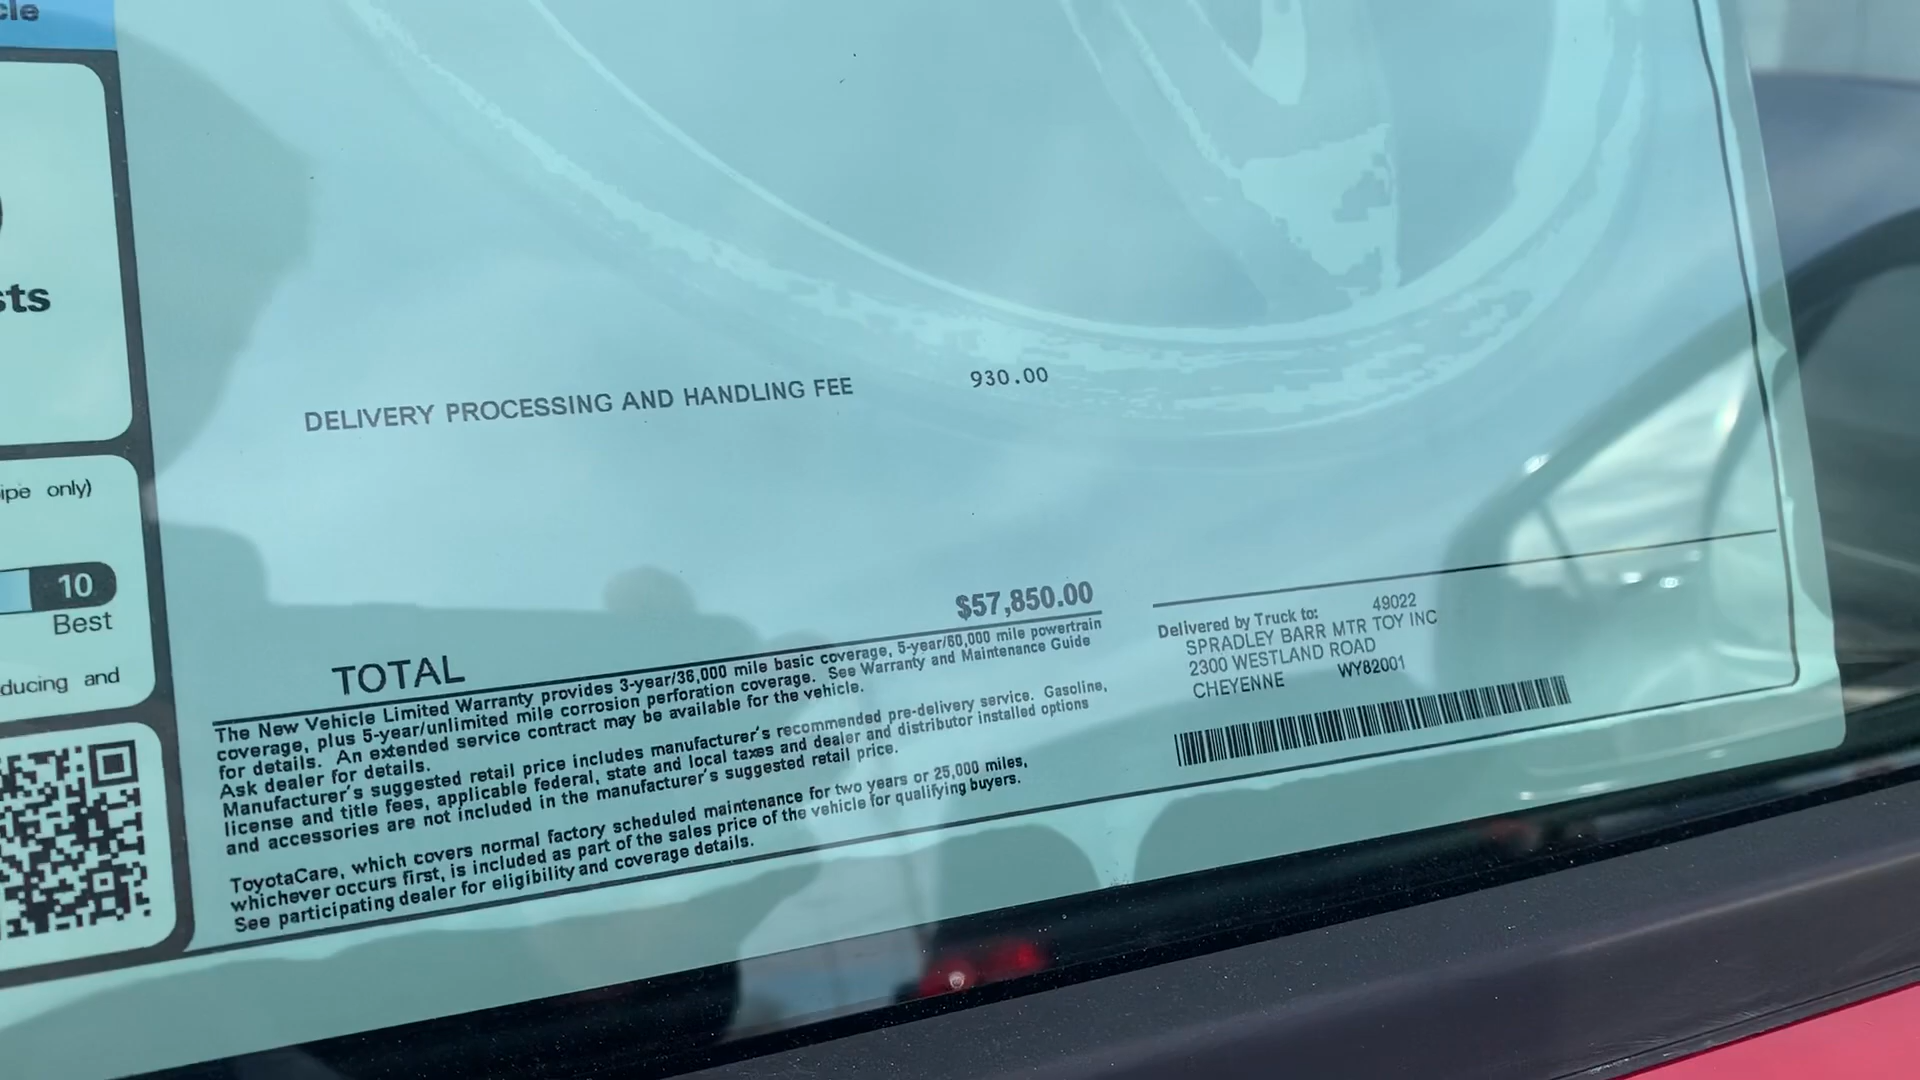 cle
sts
ipe only)
10
Best
ducing and
DELIVERY PROCESSING AND HANDLING FEE 930.00
TOTAL $57,850.00
The New Vehicle Limited Warranty provides 3-year/36,000 mile basic coverage, 5-year/60,000 mile powertrain
coverage, plus 5-year/unlimited mile corrosion perforation coverage. See Warranty and Maintenance Guide
for details. An extended service contract may be available for the vehicle.
Ask dealer for details.
Manufacturer's suggested retail price includes manufacturer's recommended pre-delivery service. Gasoline,
license and title fees, applicable federal, state and local taxes and dealer and distributor installed options
and accessories are not included in the manufacturer's suggested retail price.
ToyotaCare, which covers normal factory scheduled maintenance for two years or 25,000 miles,
whichever occurs first, is included as part of the sales price of the vehicle for qualifying buyers.
See participating dealer for eligibility and coverage details.
Delivered by Truck to: 49022
SPRADLEY BARR MTR TOY INC
2300 WESTLAND ROAD
CHEYENNE WY82001